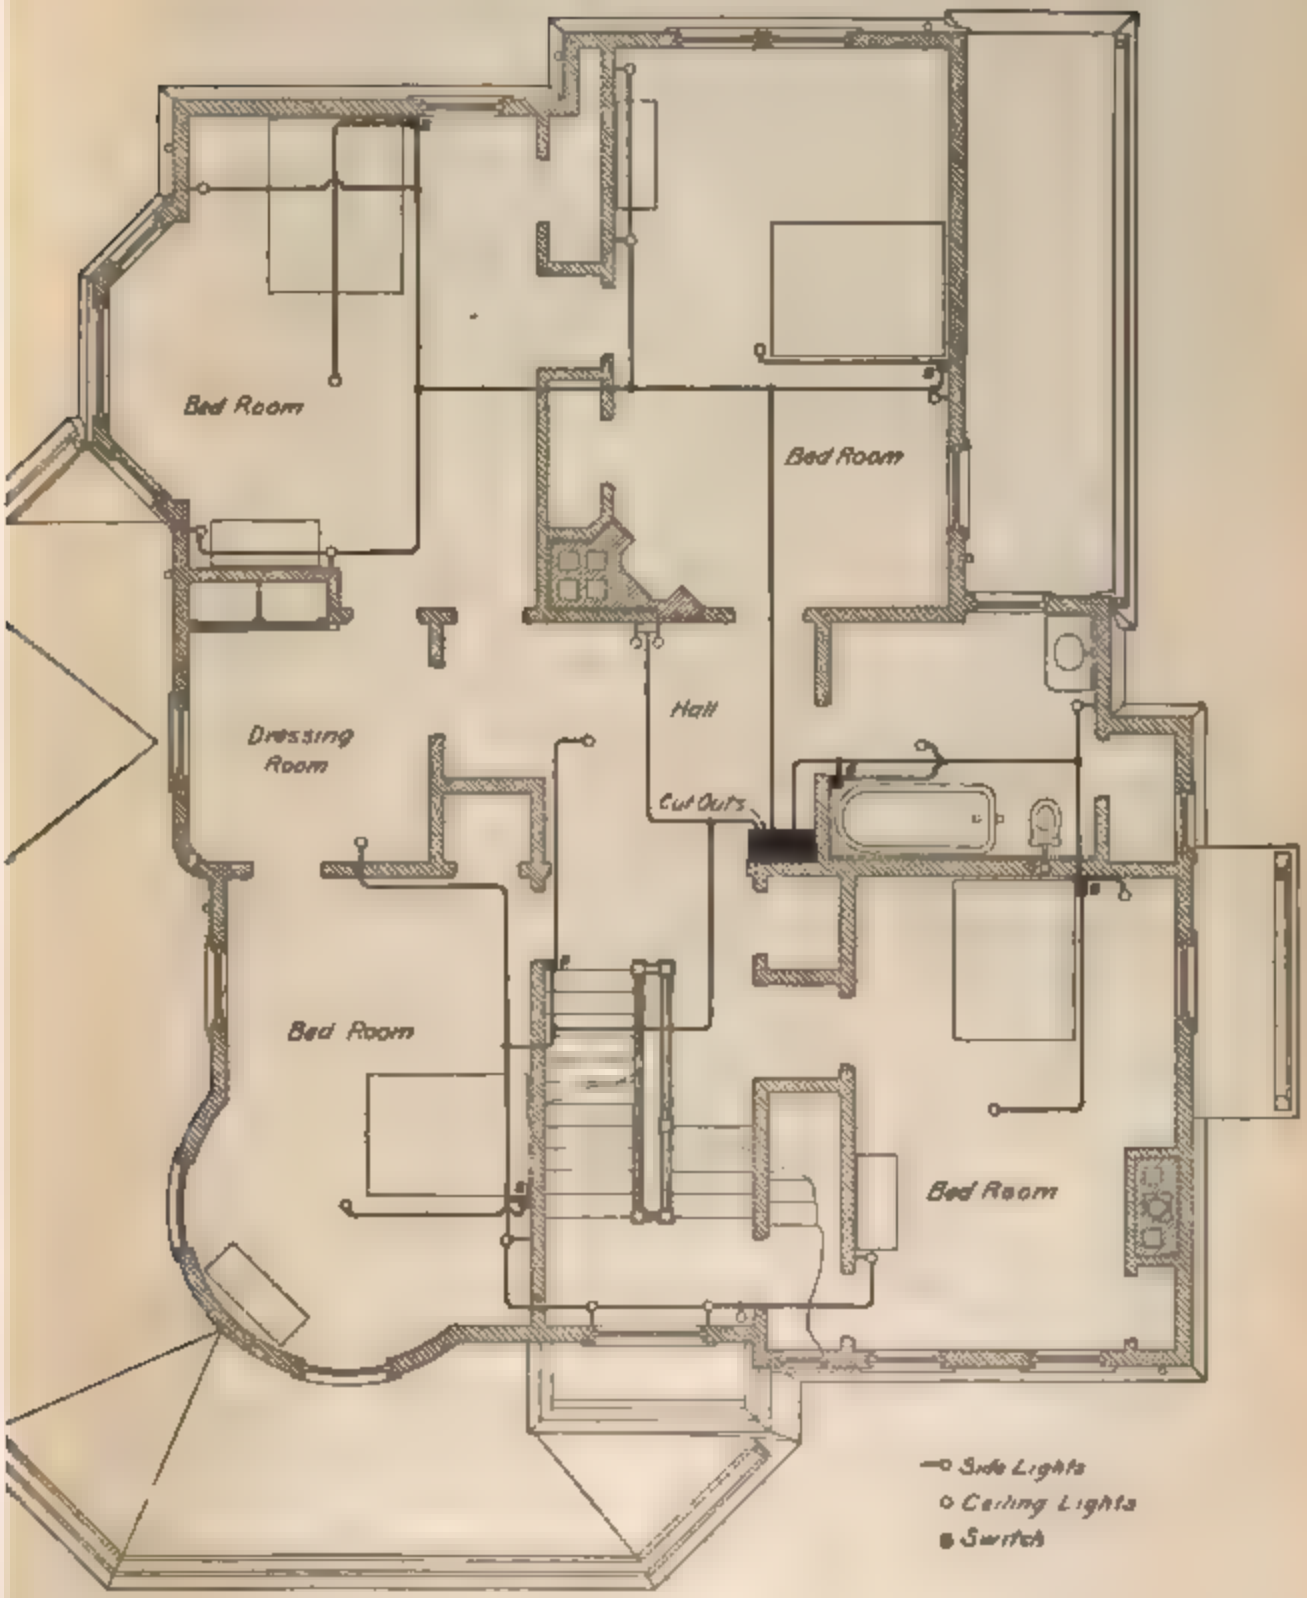 Bed Room
Bed Room
Hall
Dressing
Room
Cut Outs
Bed Room
Bed Room
Side Lights
Ceiling Lights
Switch